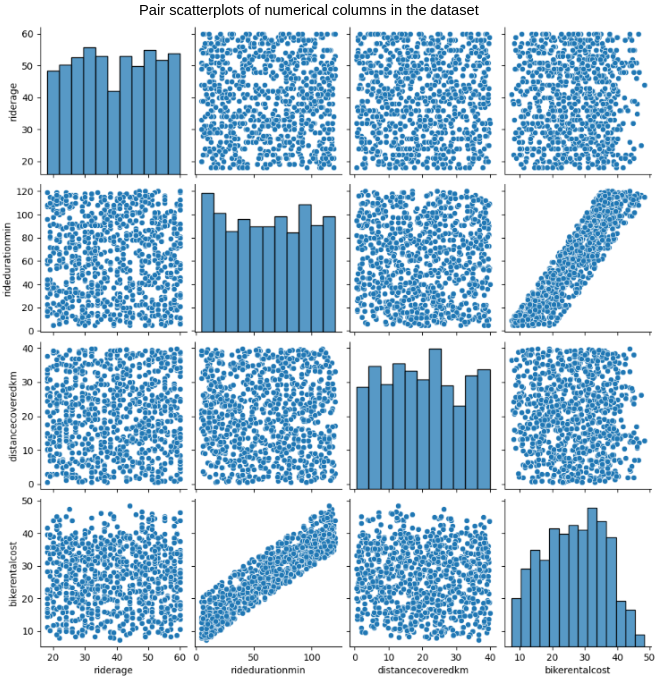 Pair scatterplots of numerical columns in the dataset
60
50
40
30
20
riderage
120
100
80
60
40
20
0
ridedurationmin
40
30
20
10
0
distancecoveredkm
50
40
30
20
10
bikerentalcost
20 40 60
0 50 100
0 10 20 30 40
10 20 30 40 50
riderage ridedurationmin distancecoveredkm bikerentalcost